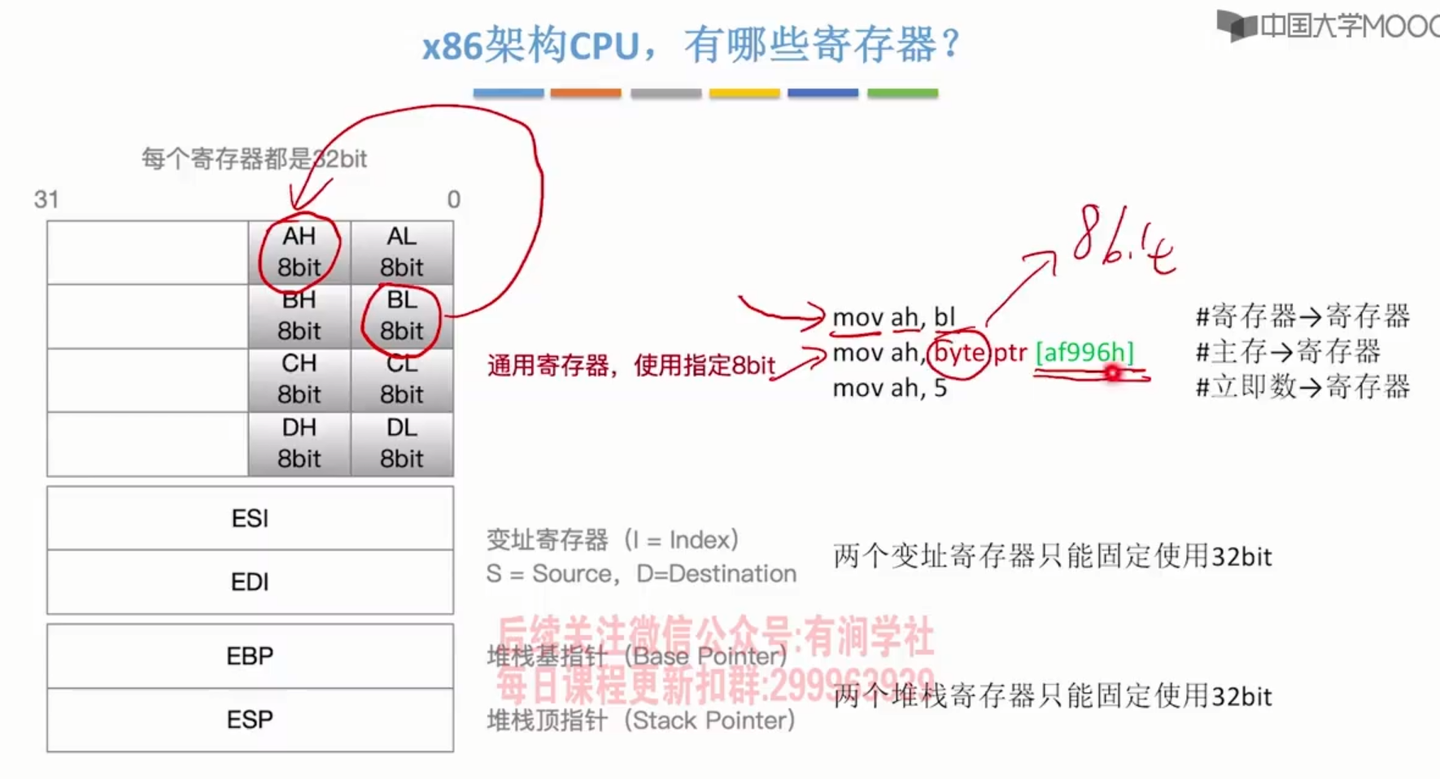 中国大学MOOC
x86架构CPU，有哪些寄存器？
每个寄存器都是32bit
31 0
AH AL
8bit 8bit
BH BL
8bit 8bit
CH CL
8bit 8bit
DH DL
8bit 8bit
8bit
通用寄存器，使用指定8bit
mov ah, bl #寄存器→寄存器
mov ah, byte ptr [af996h] #主存→寄存器
mov ah, 5 #立即数→寄存器
ESI
EDI
变址寄存器（I = Index）
S = Source，D=Destination
两个变址寄存器只能固定使用32bit
后续关注微信公众号:有涧学社
每日课程更新扣群:299963939
EBP
堆栈基指针（Base Pointer）
ESP
堆栈顶指针（Stack Pointer）
两个堆栈寄存器只能固定使用32bit